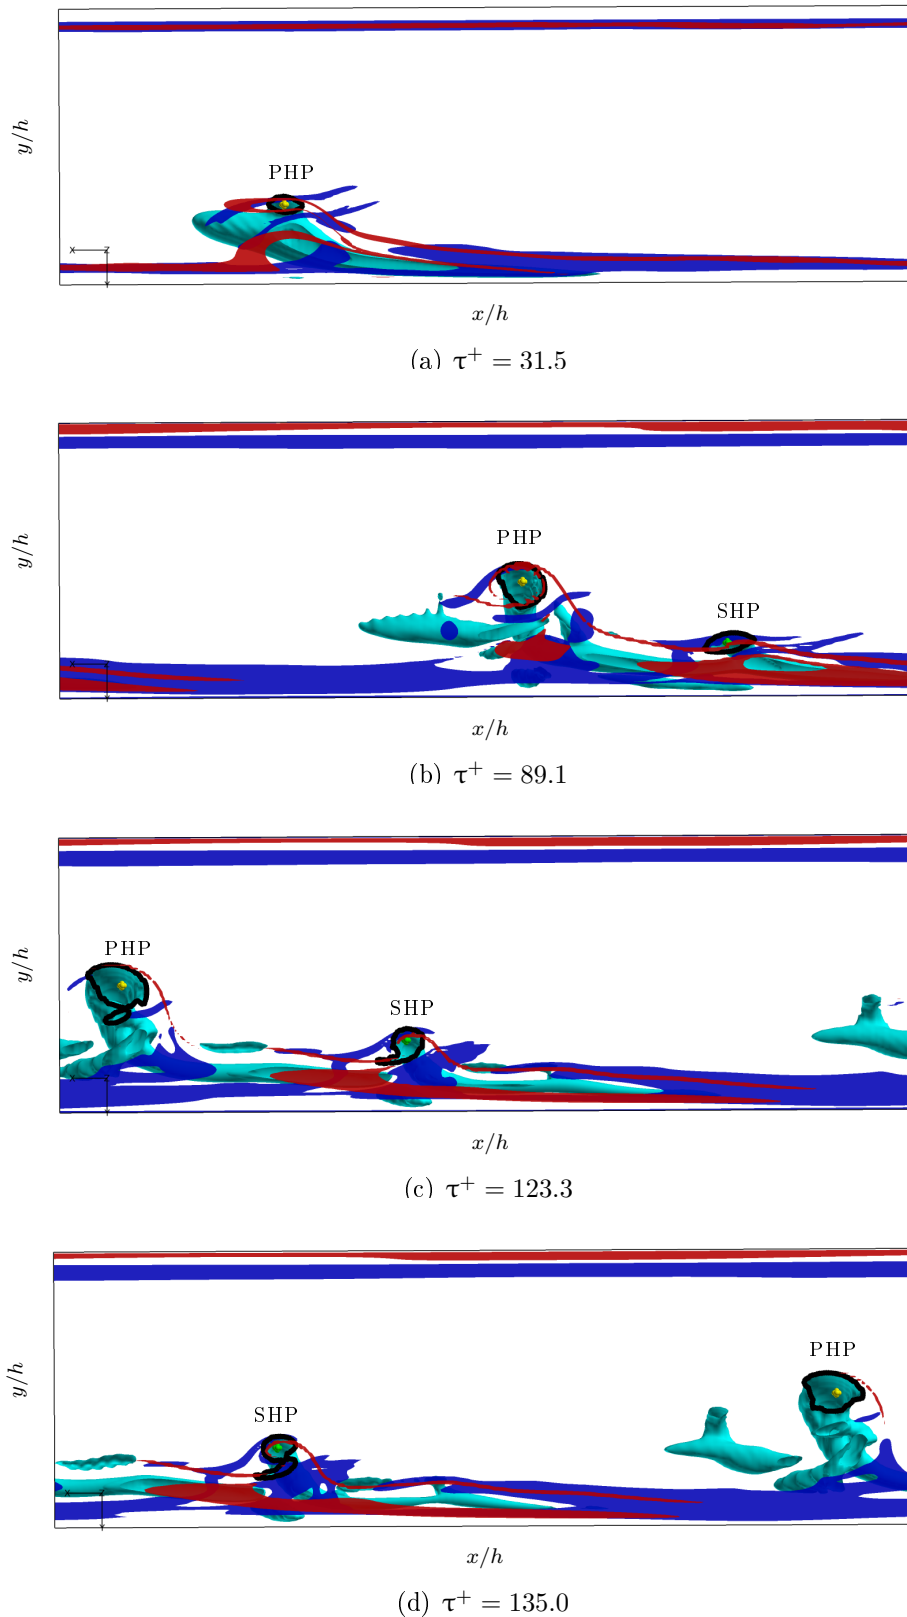 PHP
y/h
x
z
x/h
(a) τ⁺ = 31.5
PHP
SHP
y/h
x
z
x/h
(b) τ⁺ = 89.1
PHP
SHP
y/h
x/h
(c) τ⁺ = 123.3
PHP
SHP
y/h
x/h
(d) τ⁺ = 135.0